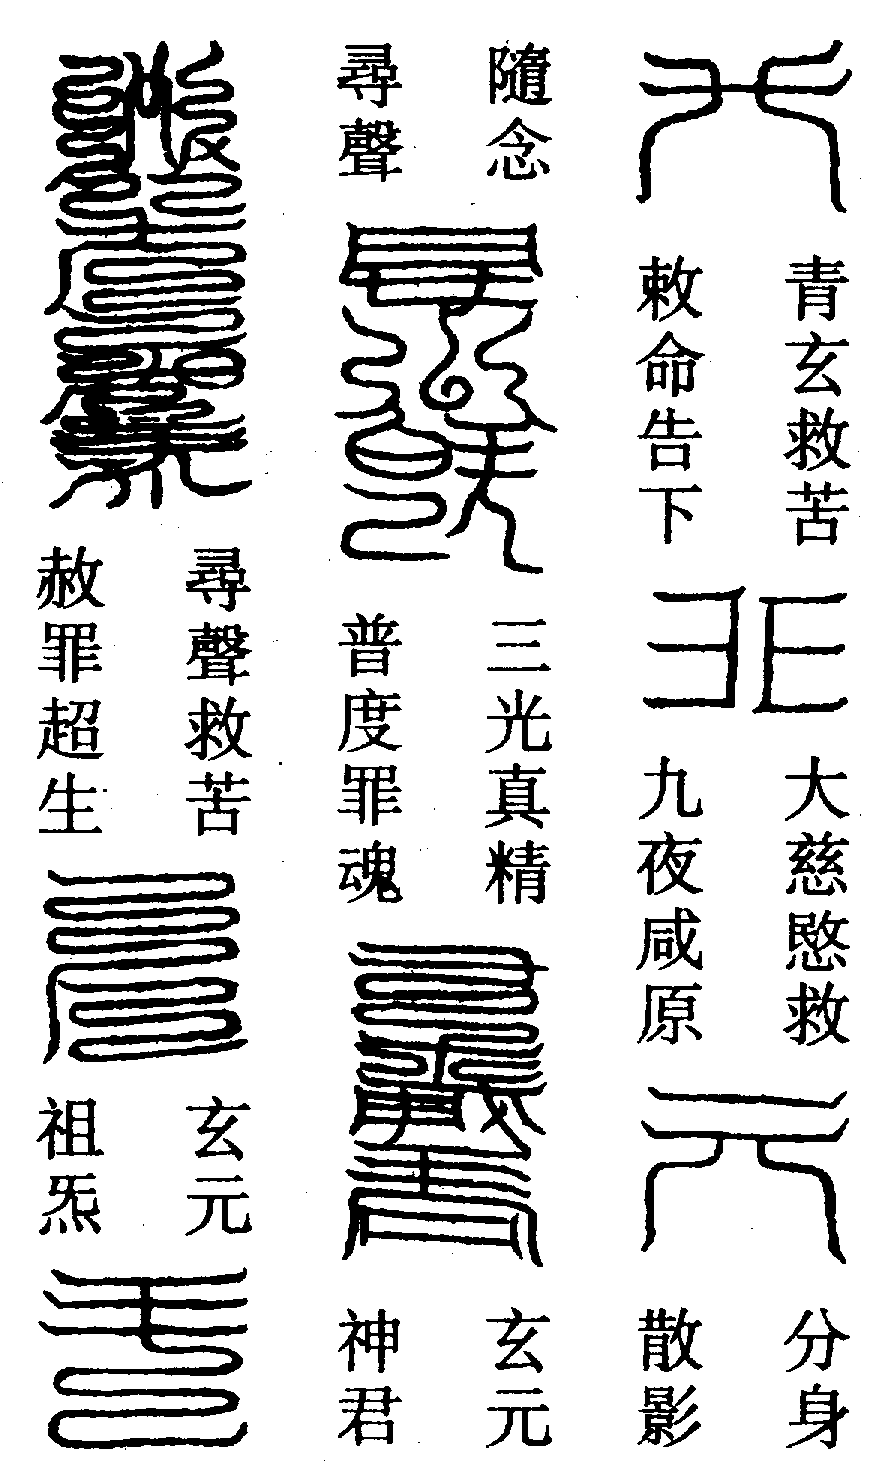 青玄救苦
敕命告下
大慈愍救
九夜咸原
分身
散影
隨念
尋聲
三光真精
普度罪魂
玄元
神君
尋聲救苦
赦罪超生
玄元
祖炁